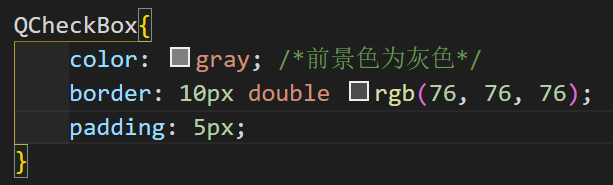 QCheckBox{
color: gray; /*前景色为灰色*/
border: 10px double rgb(76, 76, 76);
padding: 5px;
}